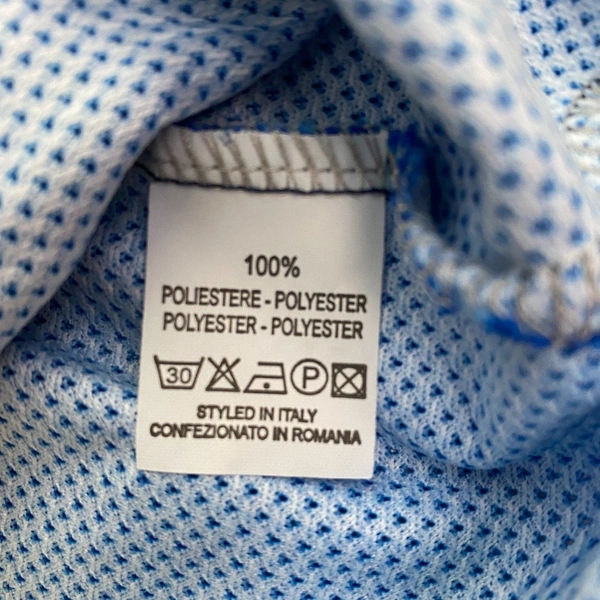 100%
POLIESTERE - POLYESTER
POLYESTER - POLYESTER
30 P
STYLED IN ITALY
CONFEZIONATO IN ROMANIA